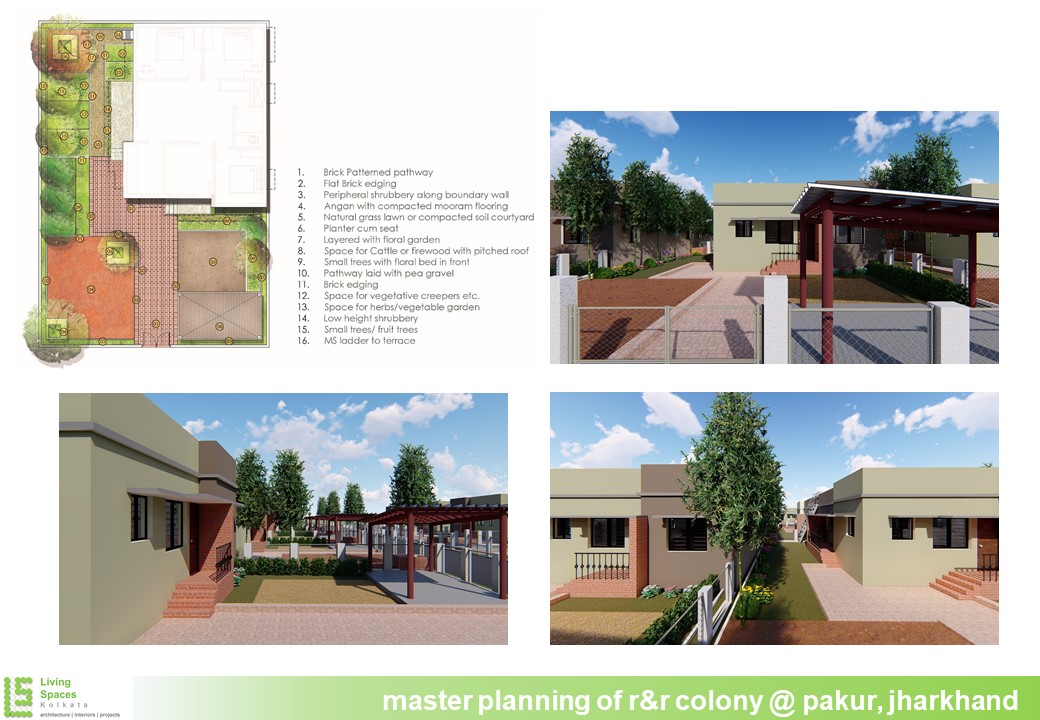 1. Brick Patterned pathway
2. Flat Brick edging
3. Peripheral shrubbery along boundary wall
4. Angan with compacted mooram flooring
5. Natural grass lawn or compacted soil courtyard
6. Planter cum seat
7. Layered with floral garden
8. Space for Cattle or firewood with pitched roof
9. Small trees with floral bed in front
10. Pathway laid with pea gravel
11. Brick edging
12. Space for vegetative creepers etc.
13. Space for herbs/vegetable garden
14. Low height shrubbery
15. Small trees/ fruit trees
16. MS ladder to terrace
Living
Spaces
Kolkata
architecture | interiors | projects
master planning of r&r colony @ pakur, jharkhand